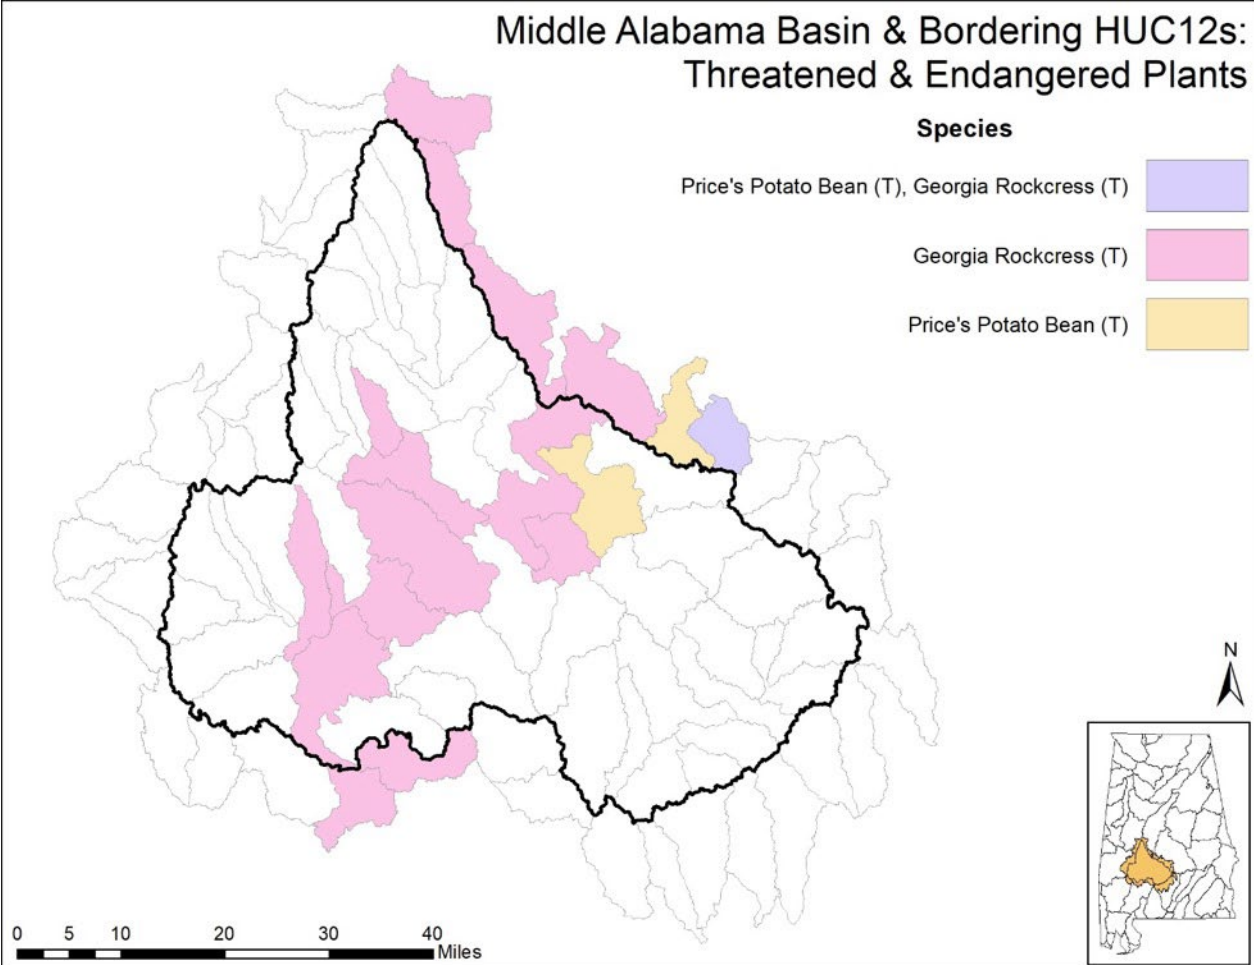 Middle Alabama Basin & Bordering HUC12s:
Threatened & Endangered Plants
Species
Price's Potato Bean (T), Georgia Rockcress (T)
Georgia Rockcress (T)
Price's Potato Bean (T)
N
0 5 10 20 30 40
Miles